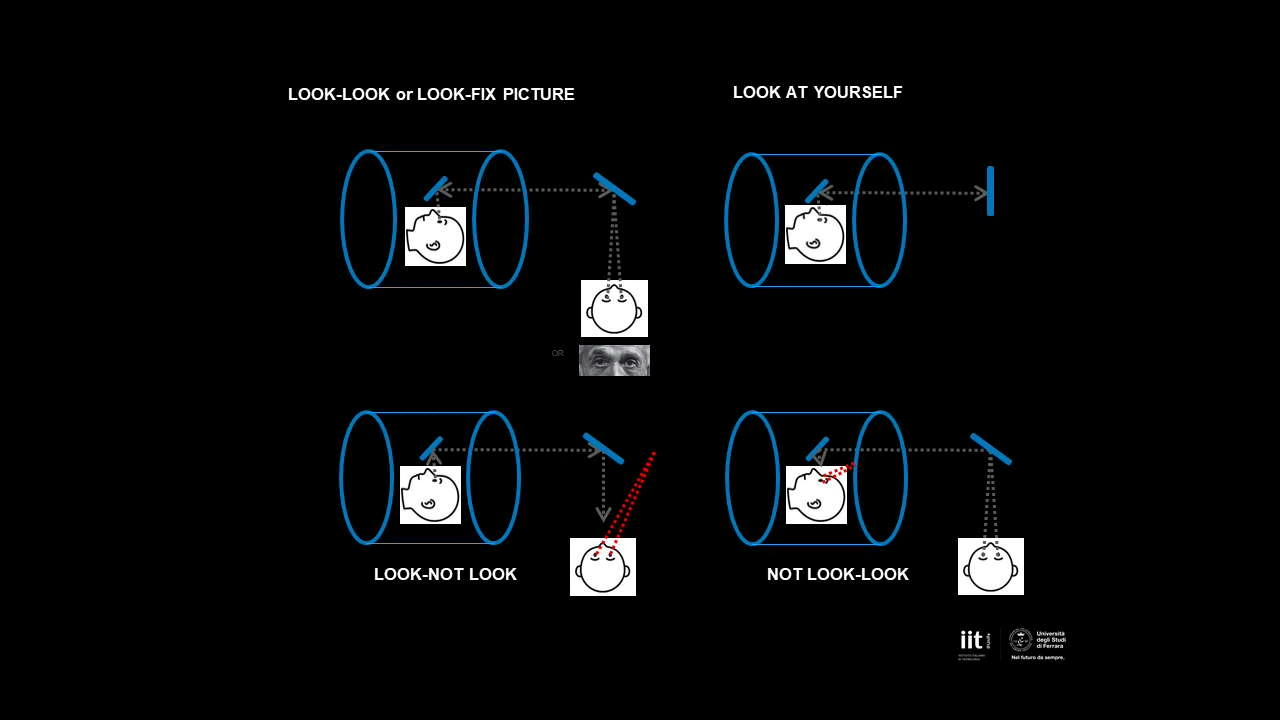 LOOK-LOOK or LOOK-FIX PICTURE
LOOK AT YOURSELF
OR
LOOK-NOT LOOK
NOT LOOK-LOOK
iit
Università
degli Studi
di Ferrara
Nel futuro da sempre.